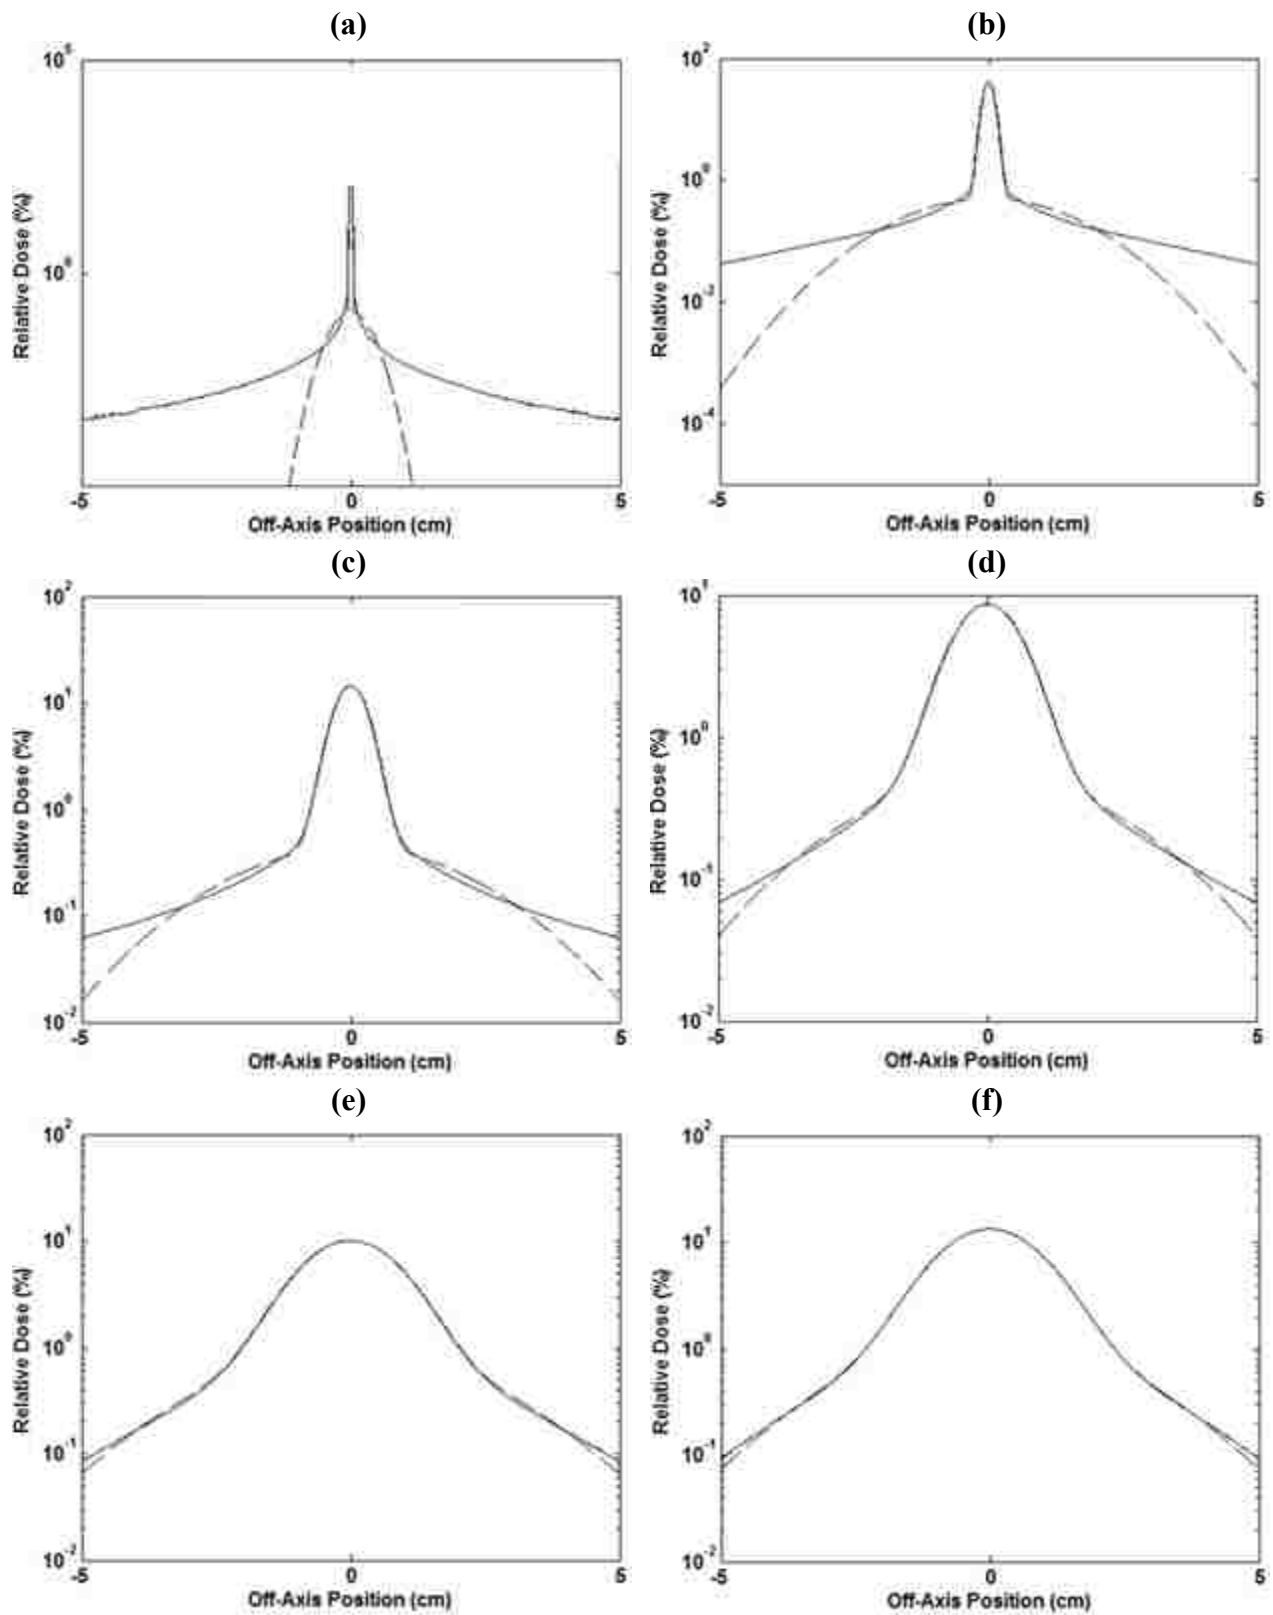 (a)
10^5
Relative Dose (%)
10^0
-5
0
5
Off-Axis Position (cm)
(b)
10^2
Relative Dose (%)
10^0
10^-2
10^-4
-5
0
5
Off-Axis Position (cm)
(c)
10^2
Relative Dose (%)
10^1
10^0
10^-1
10^-2
-5
0
5
Off-Axis Position (cm)
(d)
10^1
Relative Dose (%)
10^0
10^-1
10^-2
-5
0
5
Off-Axis Position (cm)
(e)
10^2
Relative Dose (%)
10^1
10^0
10^-1
10^-2
-5
0
5
Off-Axis Position (cm)
(f)
10^2
Relative Dose (%)
10^1
10^0
10^-1
10^-2
-5
0
5
Off-Axis Position (cm)